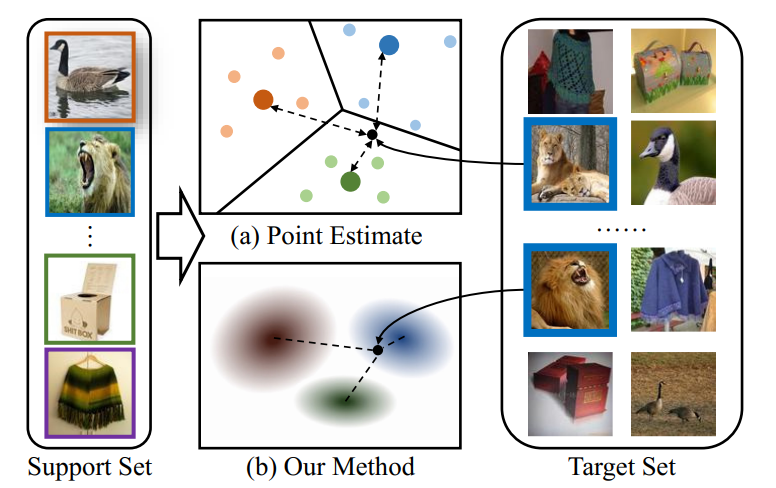 SHIT BOX
(a) Point Estimate
(b) Our Method
Support Set
Target Set